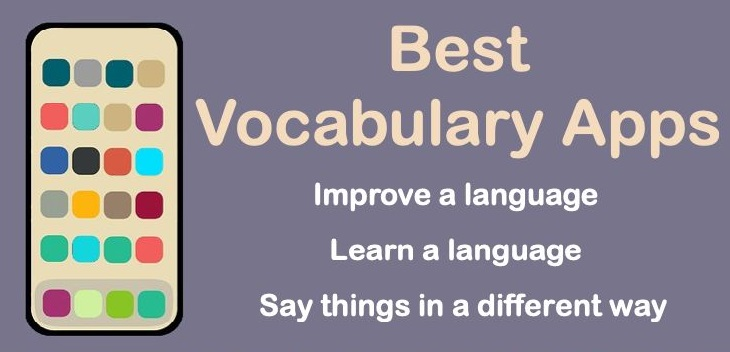 Best
Vocabulary Apps
Improve a language
Learn a language
Say things in a different way